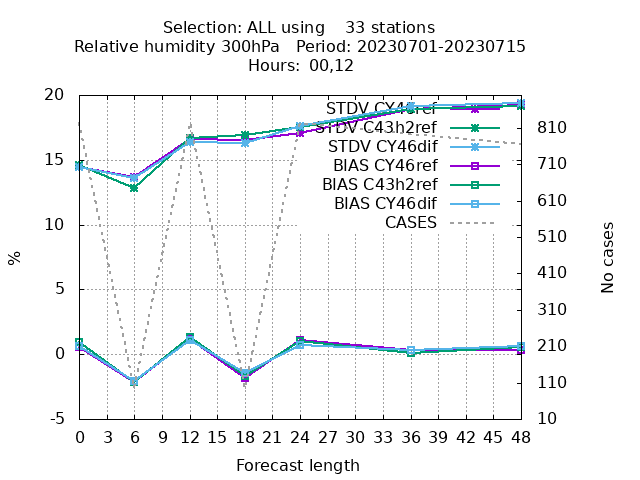 Selection: ALL using 33 stations
Relative humidity 300hPa Period: 20230701-20230715
Hours: 00,12
20
15
10
5
0
-5
%
STDV CY46ref
STDV C43h2ref
STDV CY46dif
BIAS CY46ref
BIAS C43h2ref
BIAS CY46dif
CASES
810
710
610
510
410
310
210
110
10
No cases
0 3 6 9 12 15 18 21 24 27 30 33 36 39 42 45 48
Forecast length